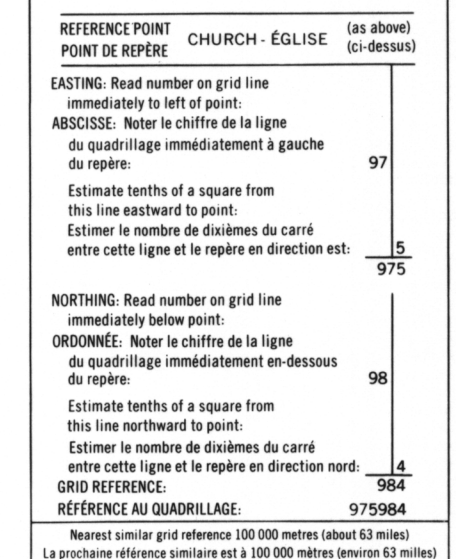 REFERENCE POINT
POINT DE REPÈRE
CHURCH - ÉGLISE
(as above)
(ci-dessus)
EASTING: Read number on grid line
immediately to left of point:
ABSCISSE: Noter le chiffre de la ligne
du quadrillage immédiatement à gauche
du repère: 97
Estimate tenths of a square from
this line eastward to point:
Estimer le nombre de dixièmes du carré
entre cette ligne et le repère en direction est: 5
975
NORTHING: Read number on grid line
immediately below point:
ORDONNÉE: Noter le chiffre de la ligne
du quadrillage immédiatement en-dessous
du repère: 98
Estimate tenths of a square from
this line northward to point:
Estimer le nombre de dixièmes du carré
entre cette ligne et le repère en direction nord: 4
GRID REFERENCE: 984
RÉFÉRENCE AU QUADRILLAGE: 975984
Nearest similar grid reference 100 000 metres (about 63 miles)
La prochaine référence similaire est à 100 000 mètres (environ 63 milles)